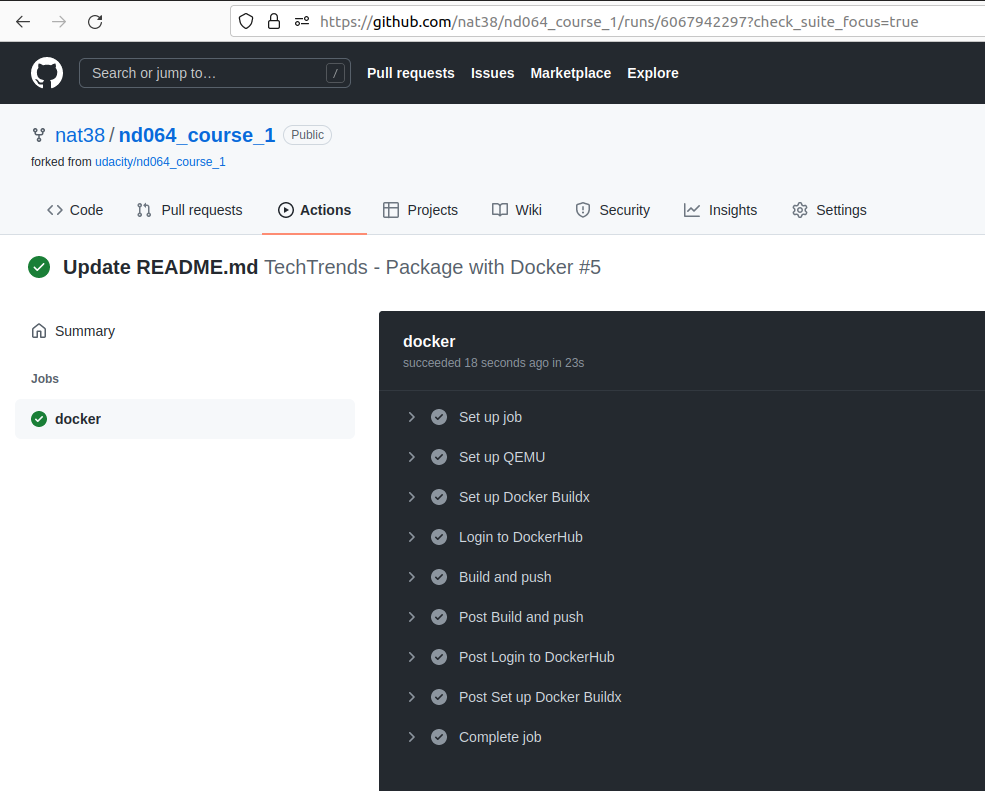 https://github.com/nat38/nd064_course_1/runs/6067942297?check_suite_focus=true
Search or jump to… / Pull requests Issues Marketplace Explore
nat38 / nd064_course_1 Public
forked from udacity/nd064_course_1
Code Pull requests Actions Projects Wiki Security Insights Settings
Update README.md TechTrends - Package with Docker #5
Summary
Jobs
docker
docker
succeeded 18 seconds ago in 23s
Set up job
Set up QEMU
Set up Docker Buildx
Login to DockerHub
Build and push
Post Build and push
Post Login to DockerHub
Post Set up Docker Buildx
Complete job